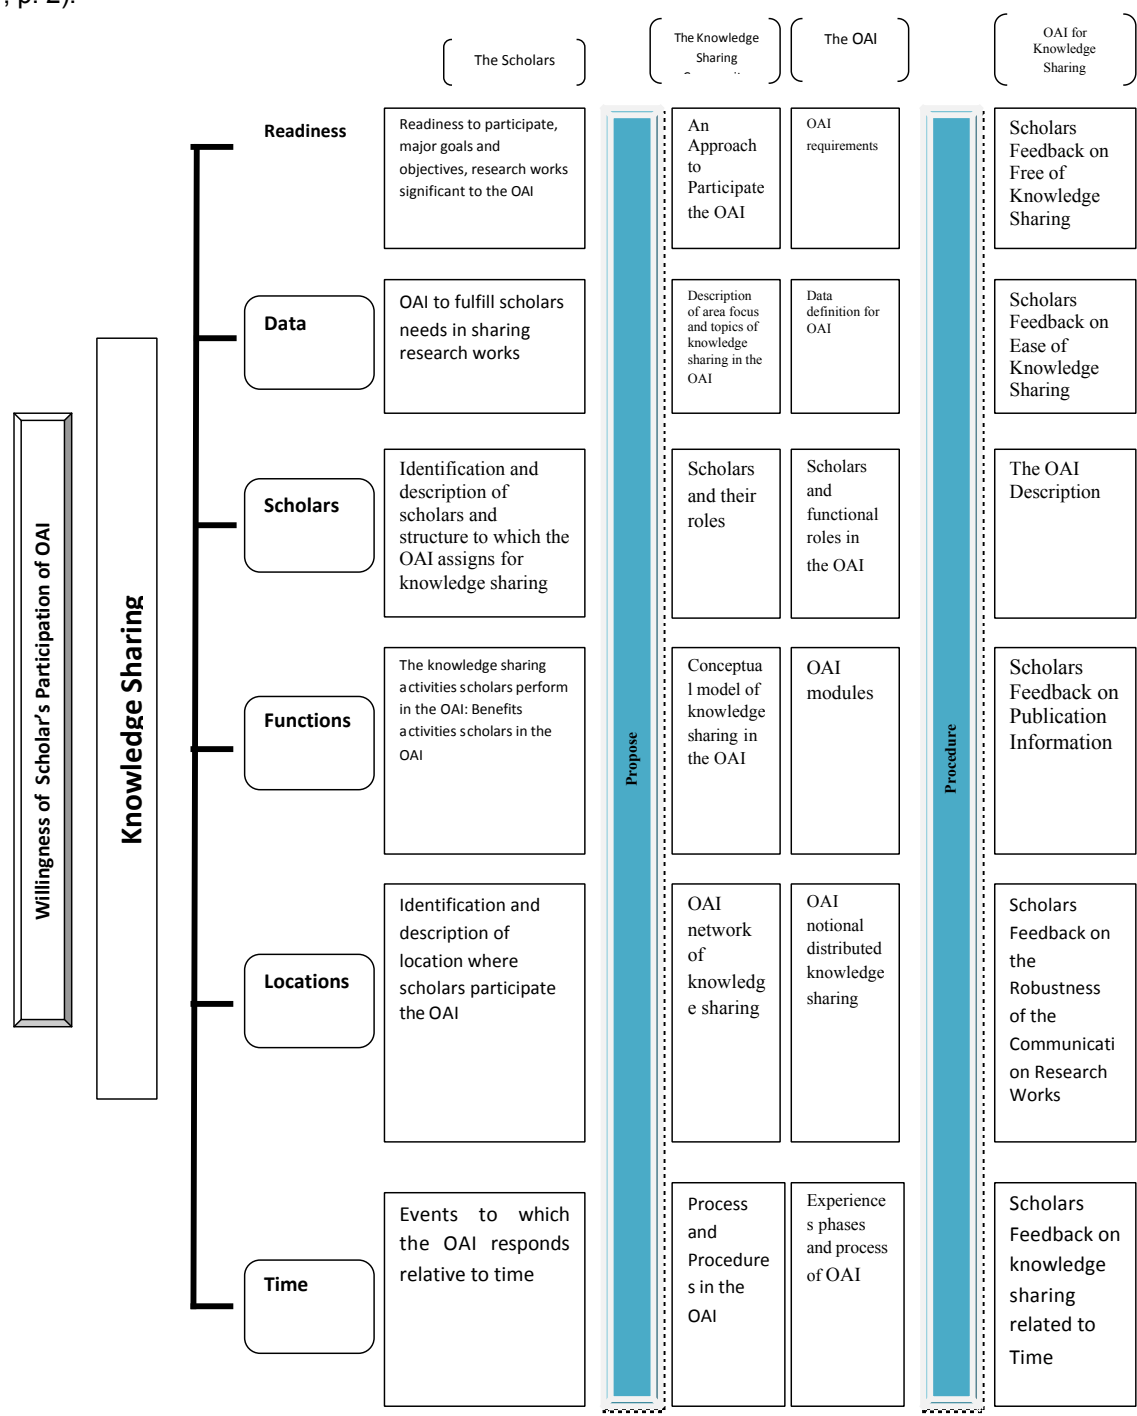 , p. 2).
The Scholars
The Knowledge
Sharing
The OAI
OAI for
Knowledge
Sharing
Willingness of Scholar's Participation of OAI
Knowledge Sharing
Readiness
Readiness to participate,
major goals and
objectives, research works
significant to the OAI
An
Approach
to
Participate
the OAI
OAI
requirements
Scholars
Feedback on
Free of
Knowledge
Sharing
Data
OAI to fulfill scholars
needs in sharing
research works
Description
of area focus
and topics of
knowledge
sharing in the
OAI
Data
definition for
OAI
Scholars
Feedback on
Ease of
Knowledge
Sharing
Scholars
Identification and
description of
scholars and
structure to which the
OAI assigns for
knowledge sharing
Scholars
and their
roles
Scholars
and
functional
roles in
the OAI
The OAI
Description
Functions
The knowledge sharing
activities scholars perform
in the OAI: Benefits
activities scholars in the
OAI
Propose
Conceptua
l model of
knowledge
sharing in
the OAI
OAI
modules
Procedure
Scholars
Feedback on
Publication
Information
Locations
Identification and
description of
location where
scholars participate
the OAI
OAI
network
of
knowledg
e sharing
OAI
notional
distributed
knowledge
sharing
Scholars
Feedback on
the
Robustness
of the
Communicati
on Research
Works
Time
Events to which
the OAI responds
relative to time
Process
and
Procedure
s in the
OAI
Experience
s phases
and process
of OAI
Scholars
Feedback on
knowledge
sharing
related to
Time